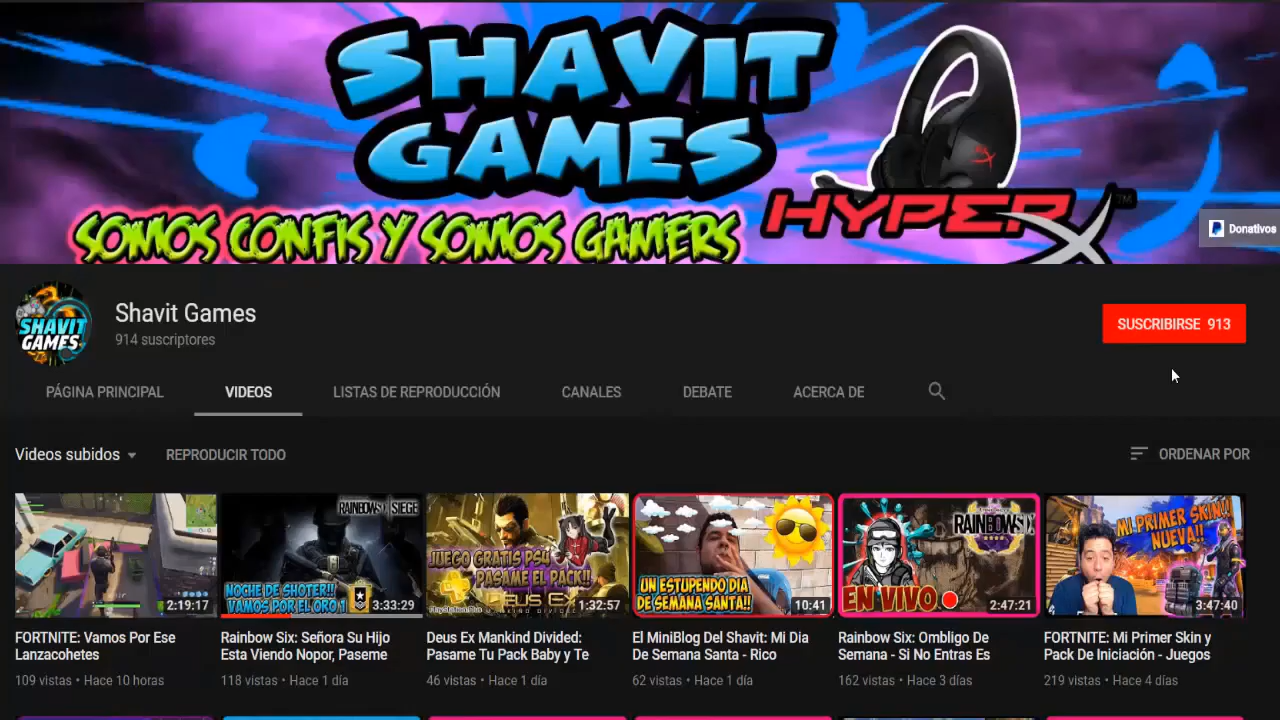 SHAVIT
GAMES
HYPERX™
SOMOS CONFIS Y SOMOS GAMERS
Donativos
SHAVIT
GAMES
Shavit Games
914 suscriptores
SUSCRIBIRSE 913
PÁGINA PRINCIPAL
VIDEOS
LISTAS DE REPRODUCCIÓN
CANALES
DEBATE
ACERCA DE
Videos subidos
REPRODUCIR TODO
ORDENAR POR
2:19:17
RAINBOW SIX SIEGE
NOCHE DE SHOTER!!
VAMOS POR EL ORO 1
3:33:29
JUEGO GRATIS PS4
PASAME EL PACK!!
DEUS EX
1:32:57
UN ESTUPENDO DIA
DE SEMANA SANTA!!
10:41
RAINBOW SIX
EN VIVO
2:47:21
MI PRIMER SKIN!!
NUEVA!!
3:47:40
FORTNITE: Vamos Por Ese
Lanzacohetes
109 vistas • Hace 10 horas
Rainbow Six: Señora Su Hijo
Esta Viendo Nopor, Paseme
118 vistas • Hace 1 día
Deus Ex Mankind Divided:
Pasame Tu Pack Baby y Te
46 vistas • Hace 1 día
El MiniBlog Del Shavit: Mi Dia
De Semana Santa - Rico
62 vistas • Hace 1 día
Rainbow Six: Ombligo De
Semana - Si No Entras Es
162 vistas • Hace 3 días
FORTNITE: Mi Primer Skin y
Pack De Iniciación - Juegos
219 vistas • Hace 4 días